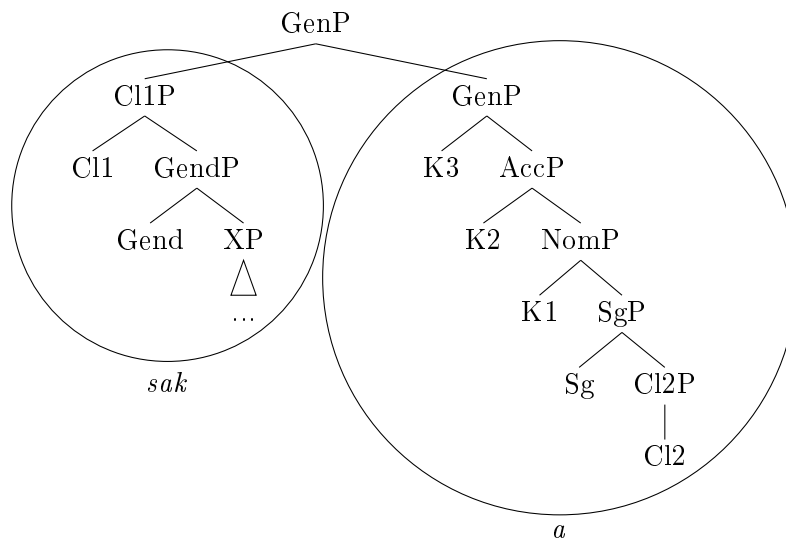 GenP
Cl1P GenP
Cl1 GendP K3 AccP
Gend XP K2 NomP
... K1 SgP
sak Sg Cl2P
Cl2
a